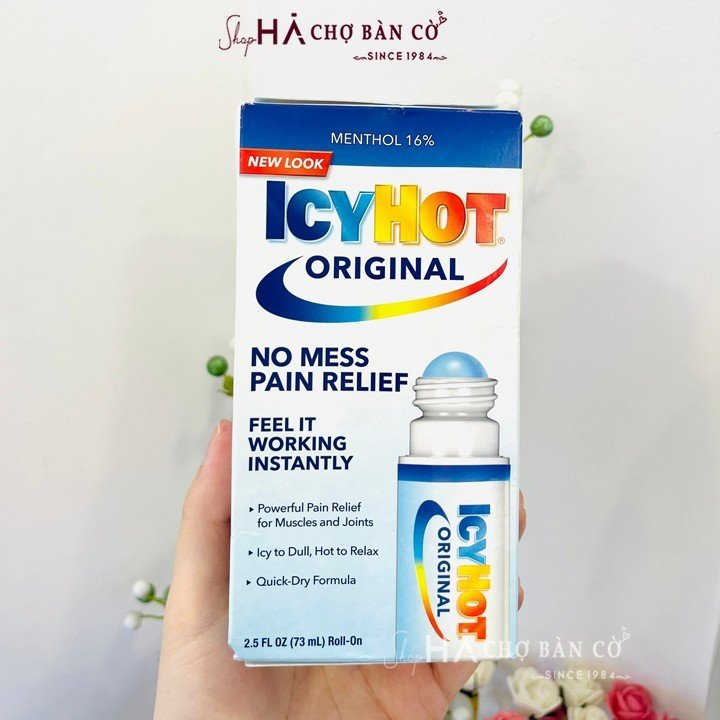 Shop HÀ CHỢ BÀN CỜ
SINCE 1984
MENTHOL 16%
NEW LOOK
ICYHOT®
ORIGINAL
NO MESS
PAIN RELIEF
FEEL IT
WORKING
INSTANTLY
Powerful Pain Relief
for Muscles and Joints
Icy to Dull, Hot to Relax
Quick-Dry Formula
ICYHOT
ORIGINAL
2.5 FL OZ (73 mL) Roll-On
Shop HÀ CHỢ BÀN CỜ
SINCE 1984